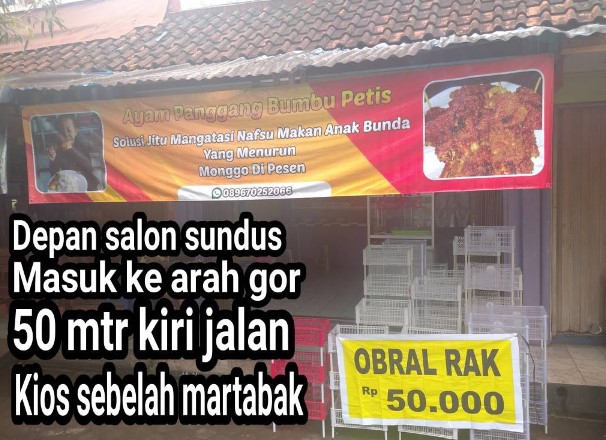 Ayam Panggang Bumbu Petis
Solusi Jitu Mangatasi Nafsu Makan Anak Bunda
Yang Menurun
Monggo Di Pesen
089670252066
Depan salon sundus
Masuk ke arah gor
50 mtr kiri jalan
Kios sebelah martabak
OBRAL RAK
Rp 50.000